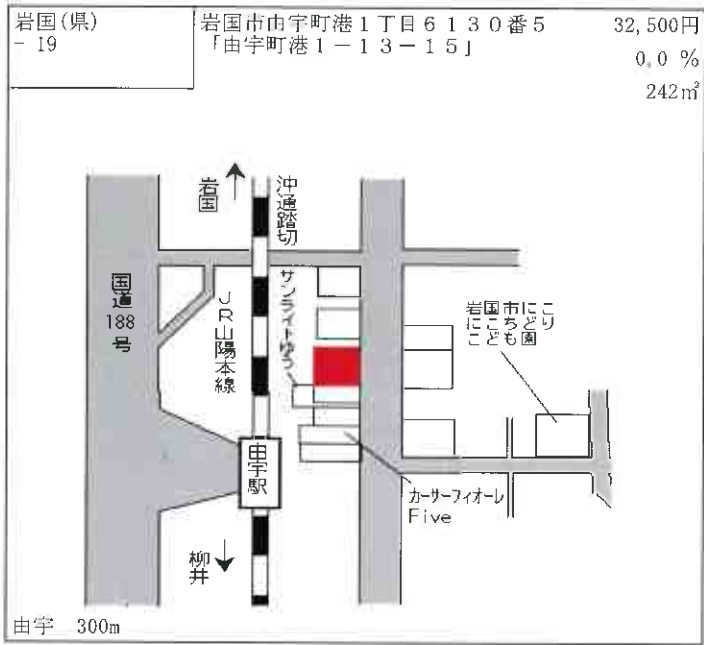 岩国(県)
- I9
岩国市由宇町港1丁目6130番5
「由宇町港1-13-15」
32,500円
0.0 %
242㎡
岩国
沖通踏切
国道188号
JR山陽本線
サンライトゆう
岩国市にこ
にこちどり
こども園
由宇駅
カーサーフィオーレ
Five
柳井
由宇 300m